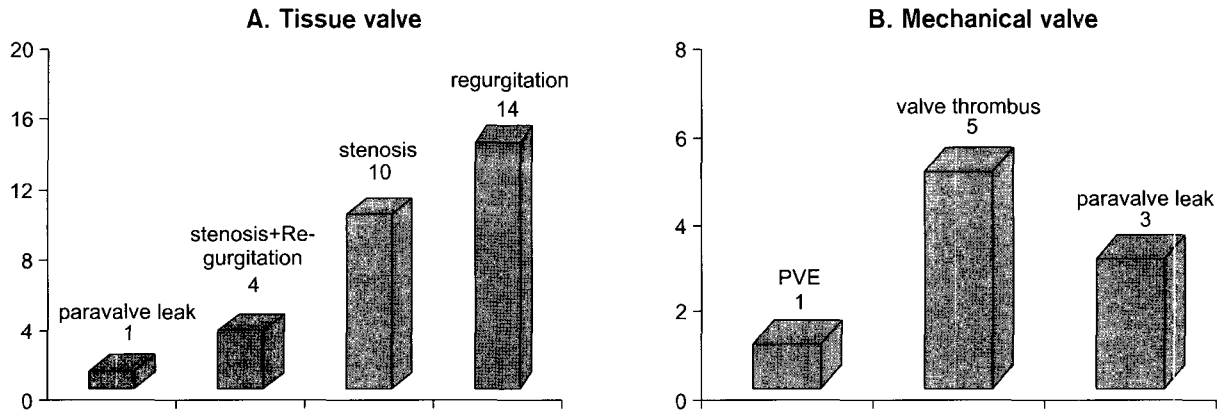 A. Tissue valve
20
16
12
8
4
0
paravalve leak
1
stenosis+Re-
gurgitation
4
stenosis
10
regurgitation
14
B. Mechanical valve
8
6
4
2
0
PVE
1
valve thrombus
5
paravalve leak
3